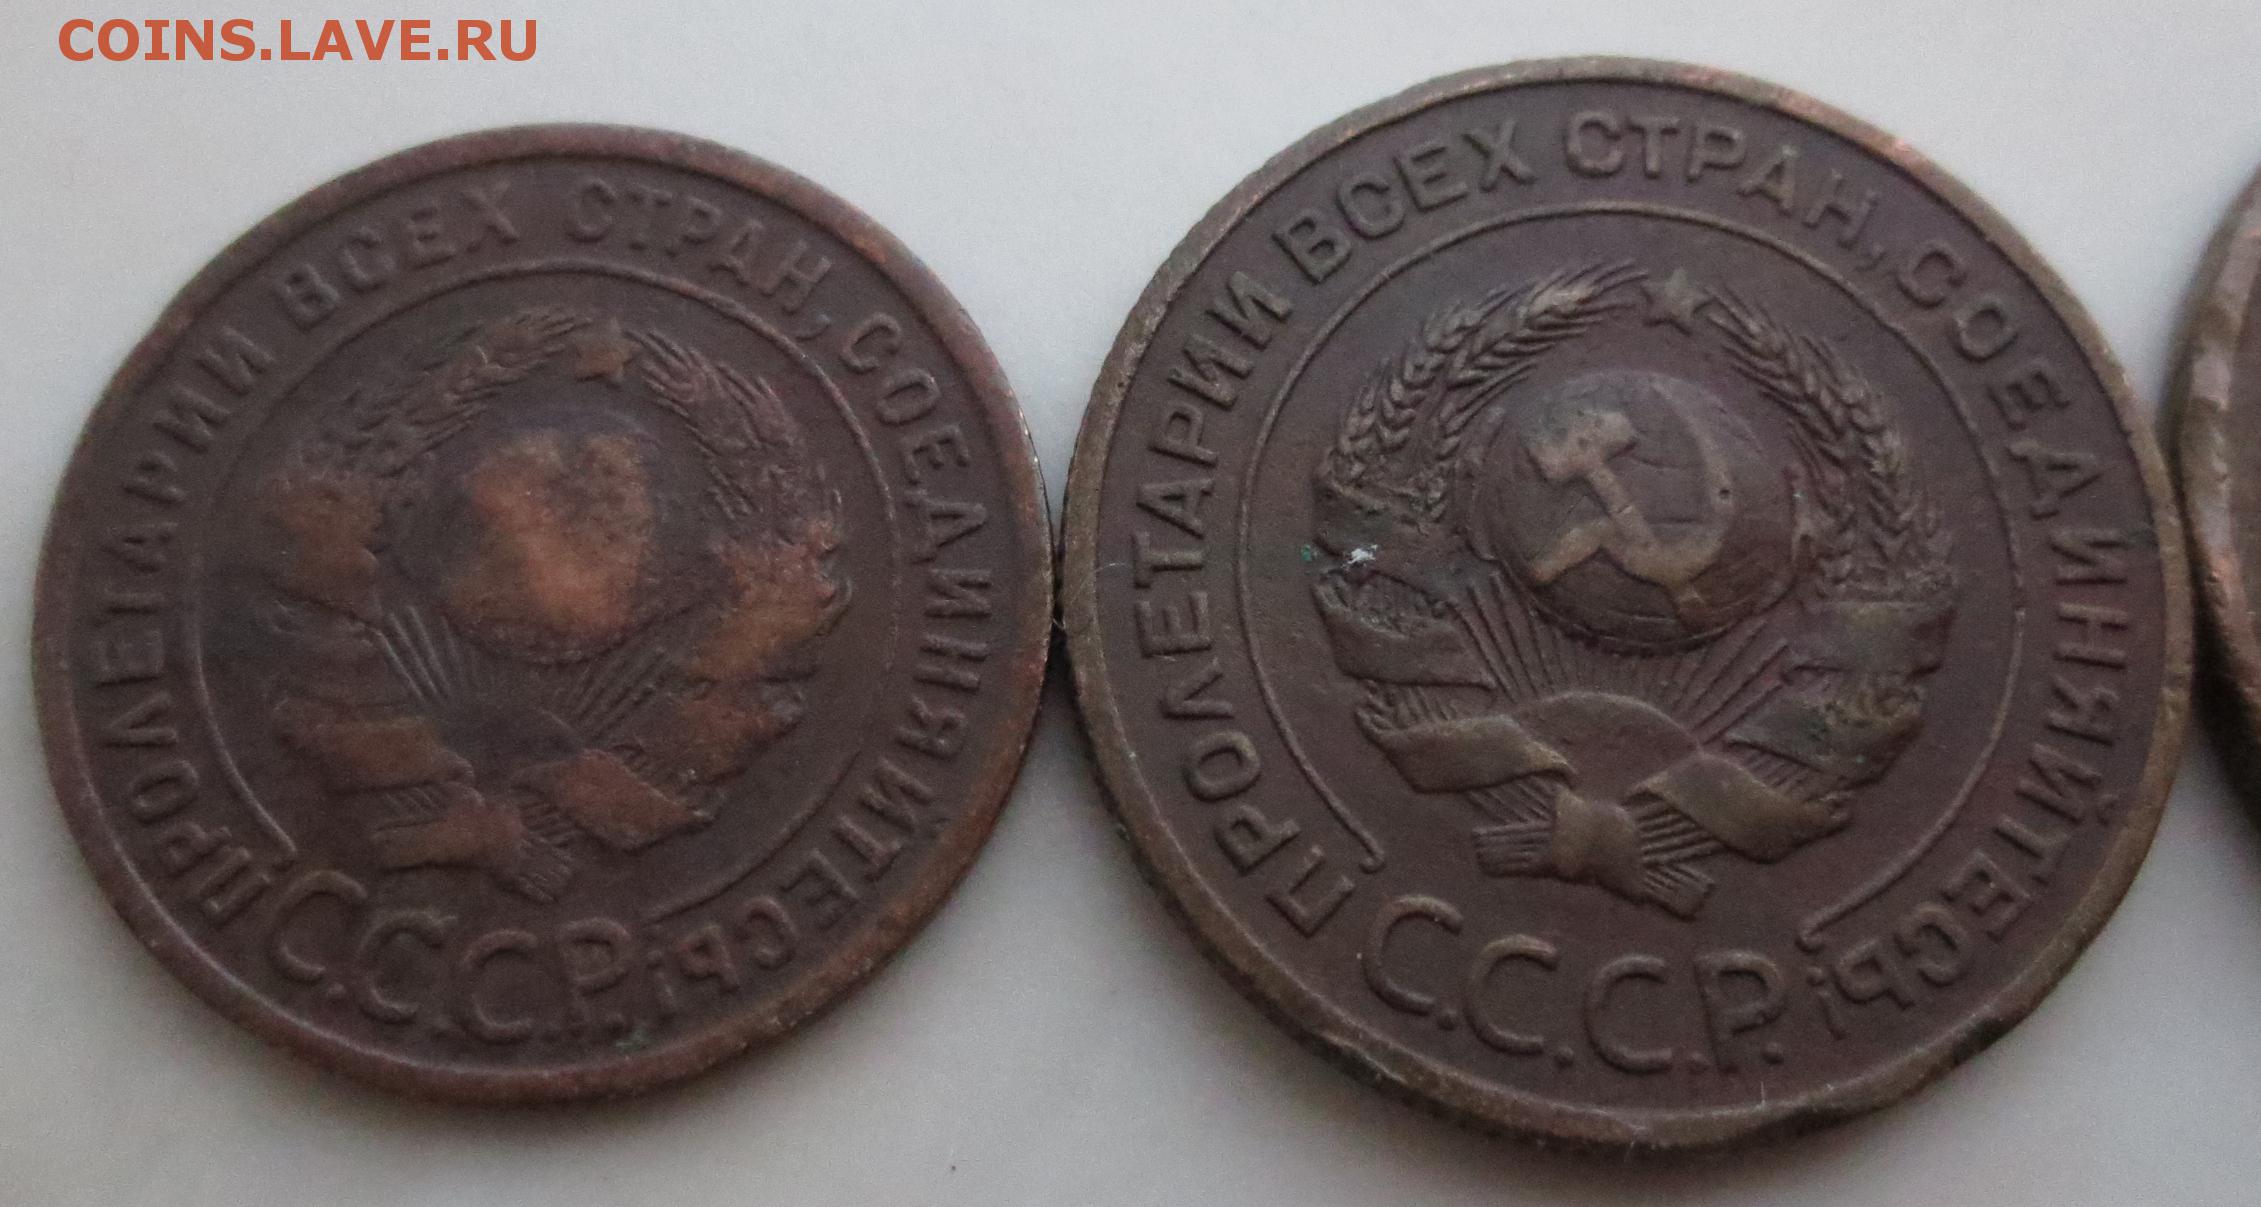 COINS.LAVE.RU
ПРОЛЕТАРИИ ВСЕХ СТРАН, СОЕДИНЯЙТЕСЬ!
С.С.С.Р.
ПРОЛЕТАРИИ ВСЕХ СТРАН, СОЕДИНЯЙТЕСЬ!
С.С.С.Р.